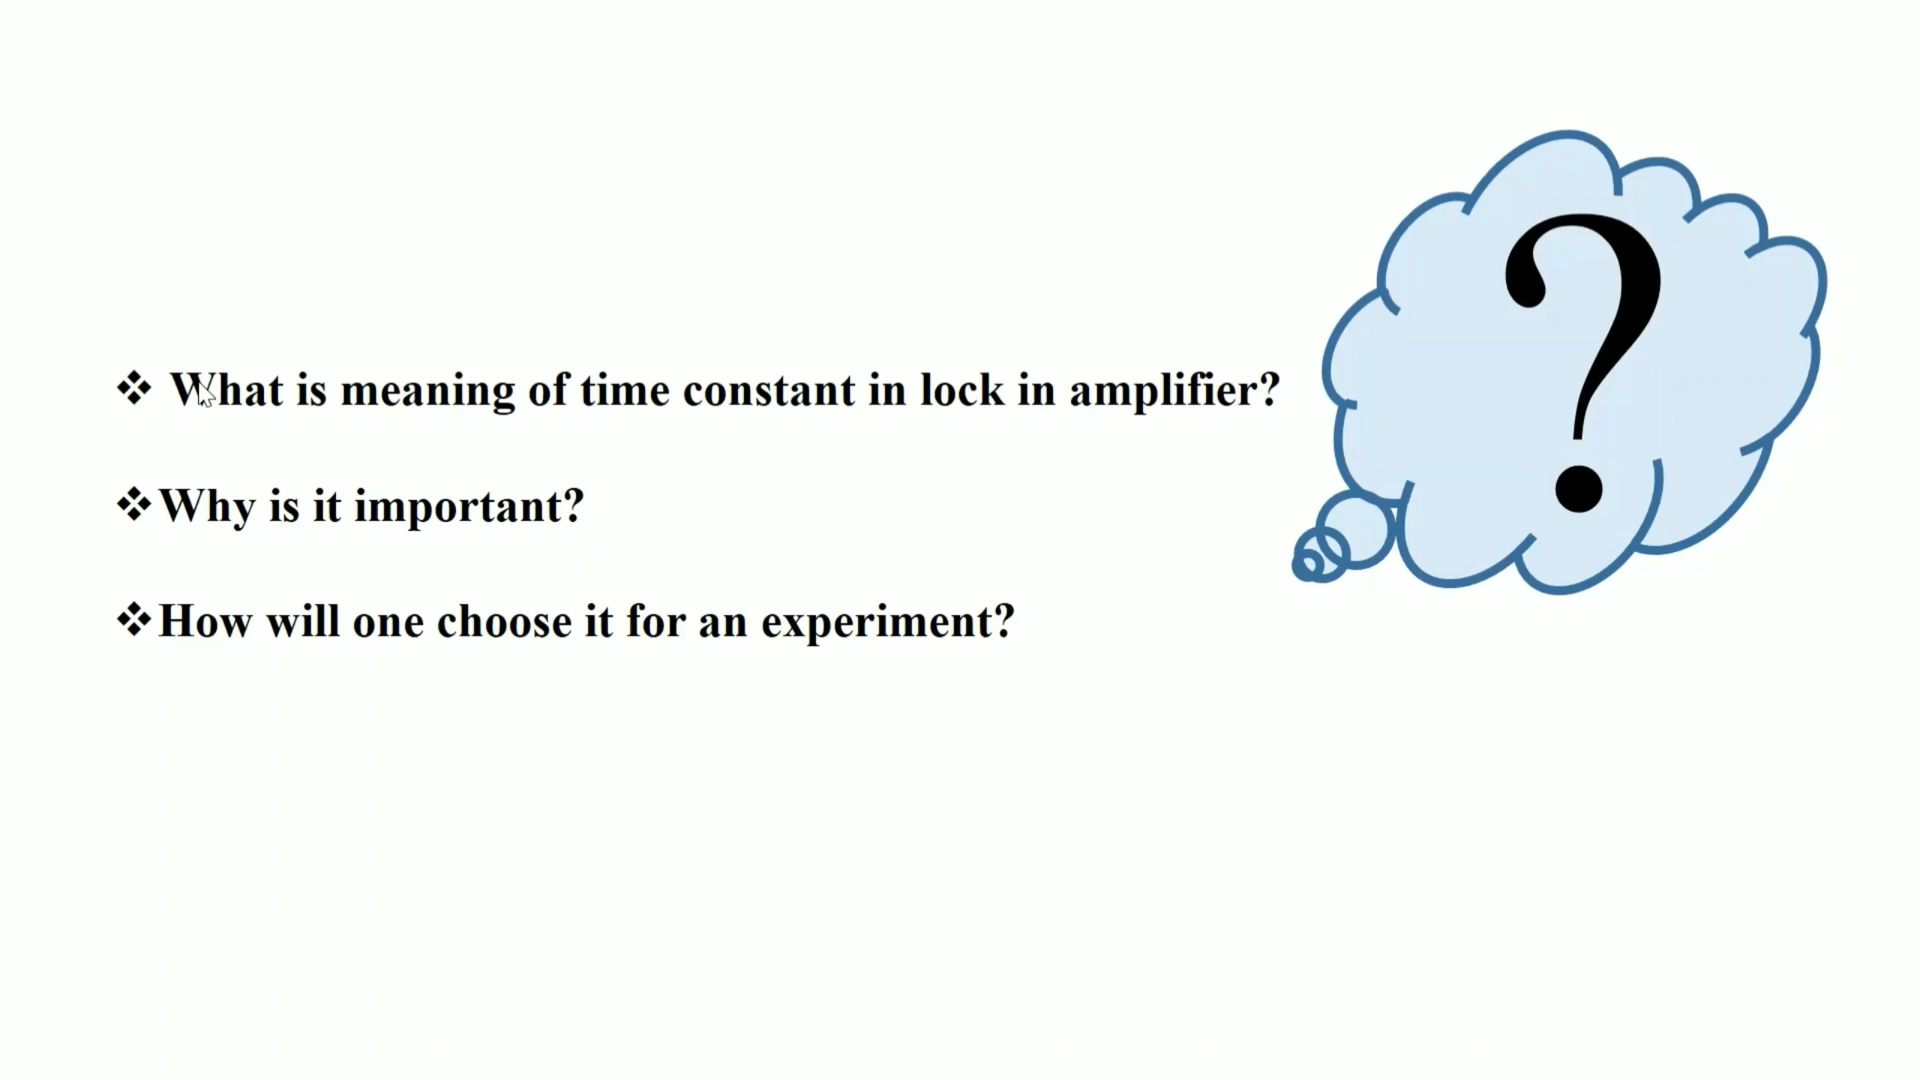 ❖ What is meaning of time constant in lock in amplifier?
❖Why is it important?
❖How will one choose it for an experiment?
?